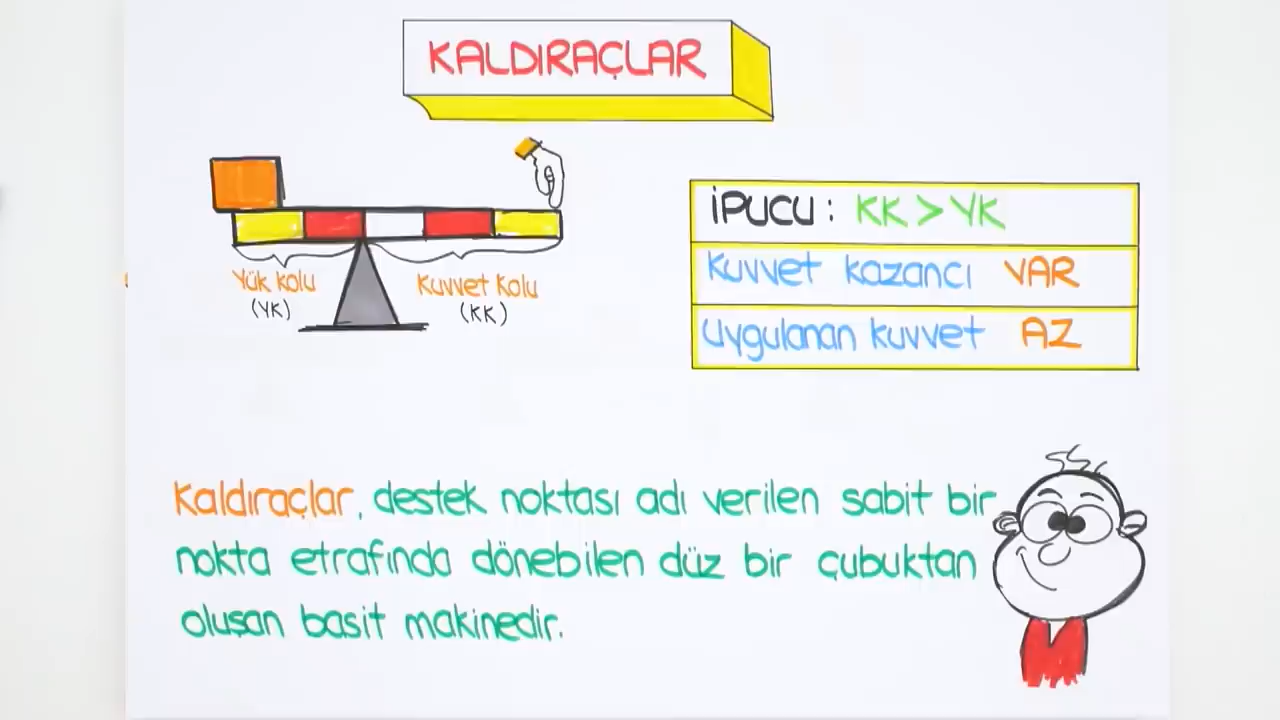 KALDIRAÇLAR
Yük kolu
(YK)
Kuvvet Kolu
(KK)
İPUCU : KK > YK
Kuvvet kazancı VAR
Uygulanan kuvvet AZ
Kaldıraçlar, destek noktası adı verilen sabit bir
nokta etrafında dönebilen düz bir çubuktan
oluşan basit makinedir.